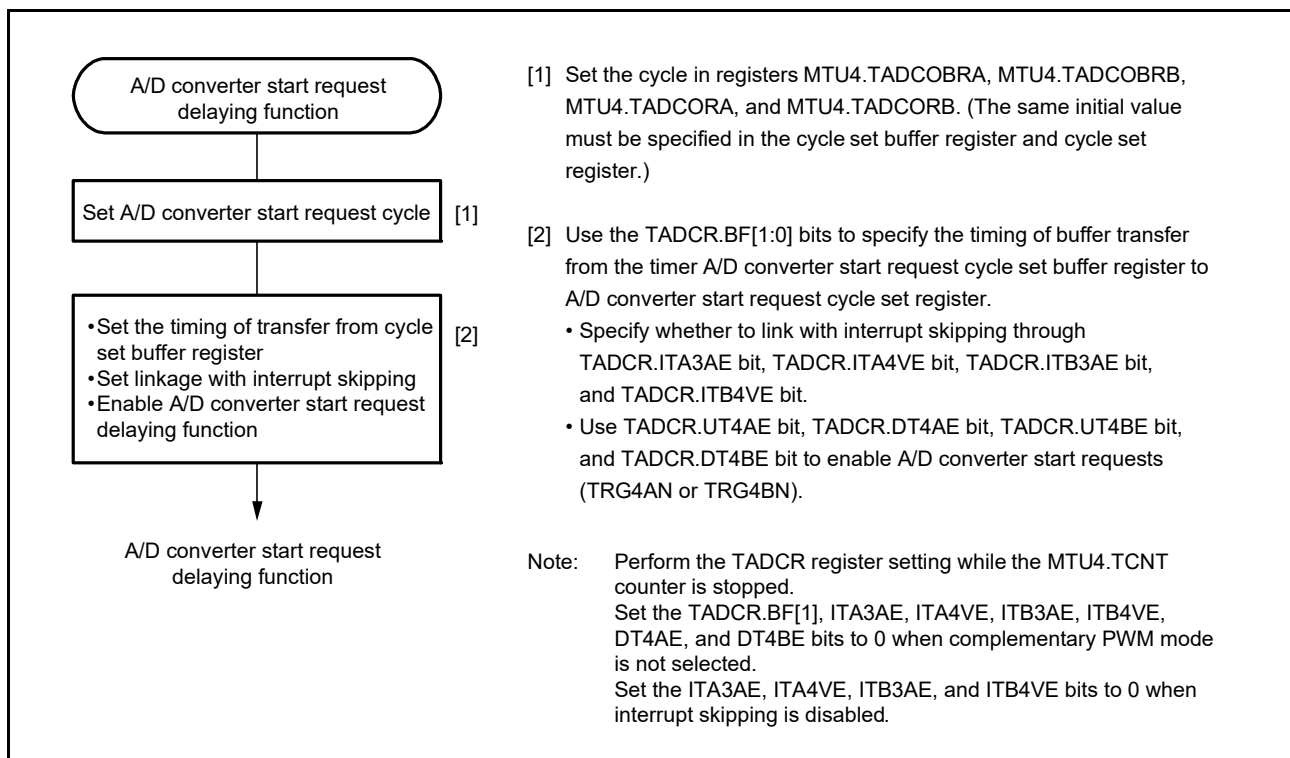 A/D converter start request
delaying function
Set A/D converter start request cycle
[1]
•Set the timing of transfer from cycle
set buffer register
•Set linkage with interrupt skipping
•Enable A/D converter start request
delaying function
[2]
A/D converter start request
delaying function
[1] Set the cycle in registers MTU4.TADCOBRA, MTU4.TADCOBRB,
MTU4.TADCORA, and MTU4.TADCORB. (The same initial value
must be specified in the cycle set buffer register and cycle set
register.)
[2] Use the TADCR.BF[1:0] bits to specify the timing of buffer transfer
from the timer A/D converter start request cycle set buffer register to
A/D converter start request cycle set register.
• Specify whether to link with interrupt skipping through
TADCR.ITA3AE bit, TADCR.ITA4VE bit, TADCR.ITB3AE bit,
and TADCR.ITB4VE bit.
• Use TADCR.UT4AE bit, TADCR.DT4AE bit, TADCR.UT4BE bit,
and TADCR.DT4BE bit to enable A/D converter start requests
(TRG4AN or TRG4BN).
Note: Perform the TADCR register setting while the MTU4.TCNT
counter is stopped.
Set the TADCR.BF[1], ITA3AE, ITA4VE, ITB3AE, ITB4VE,
DT4AE, and DT4BE bits to 0 when complementary PWM mode
is not selected.
Set the ITA3AE, ITA4VE, ITB3AE, and ITB4VE bits to 0 when
interrupt skipping is disabled.